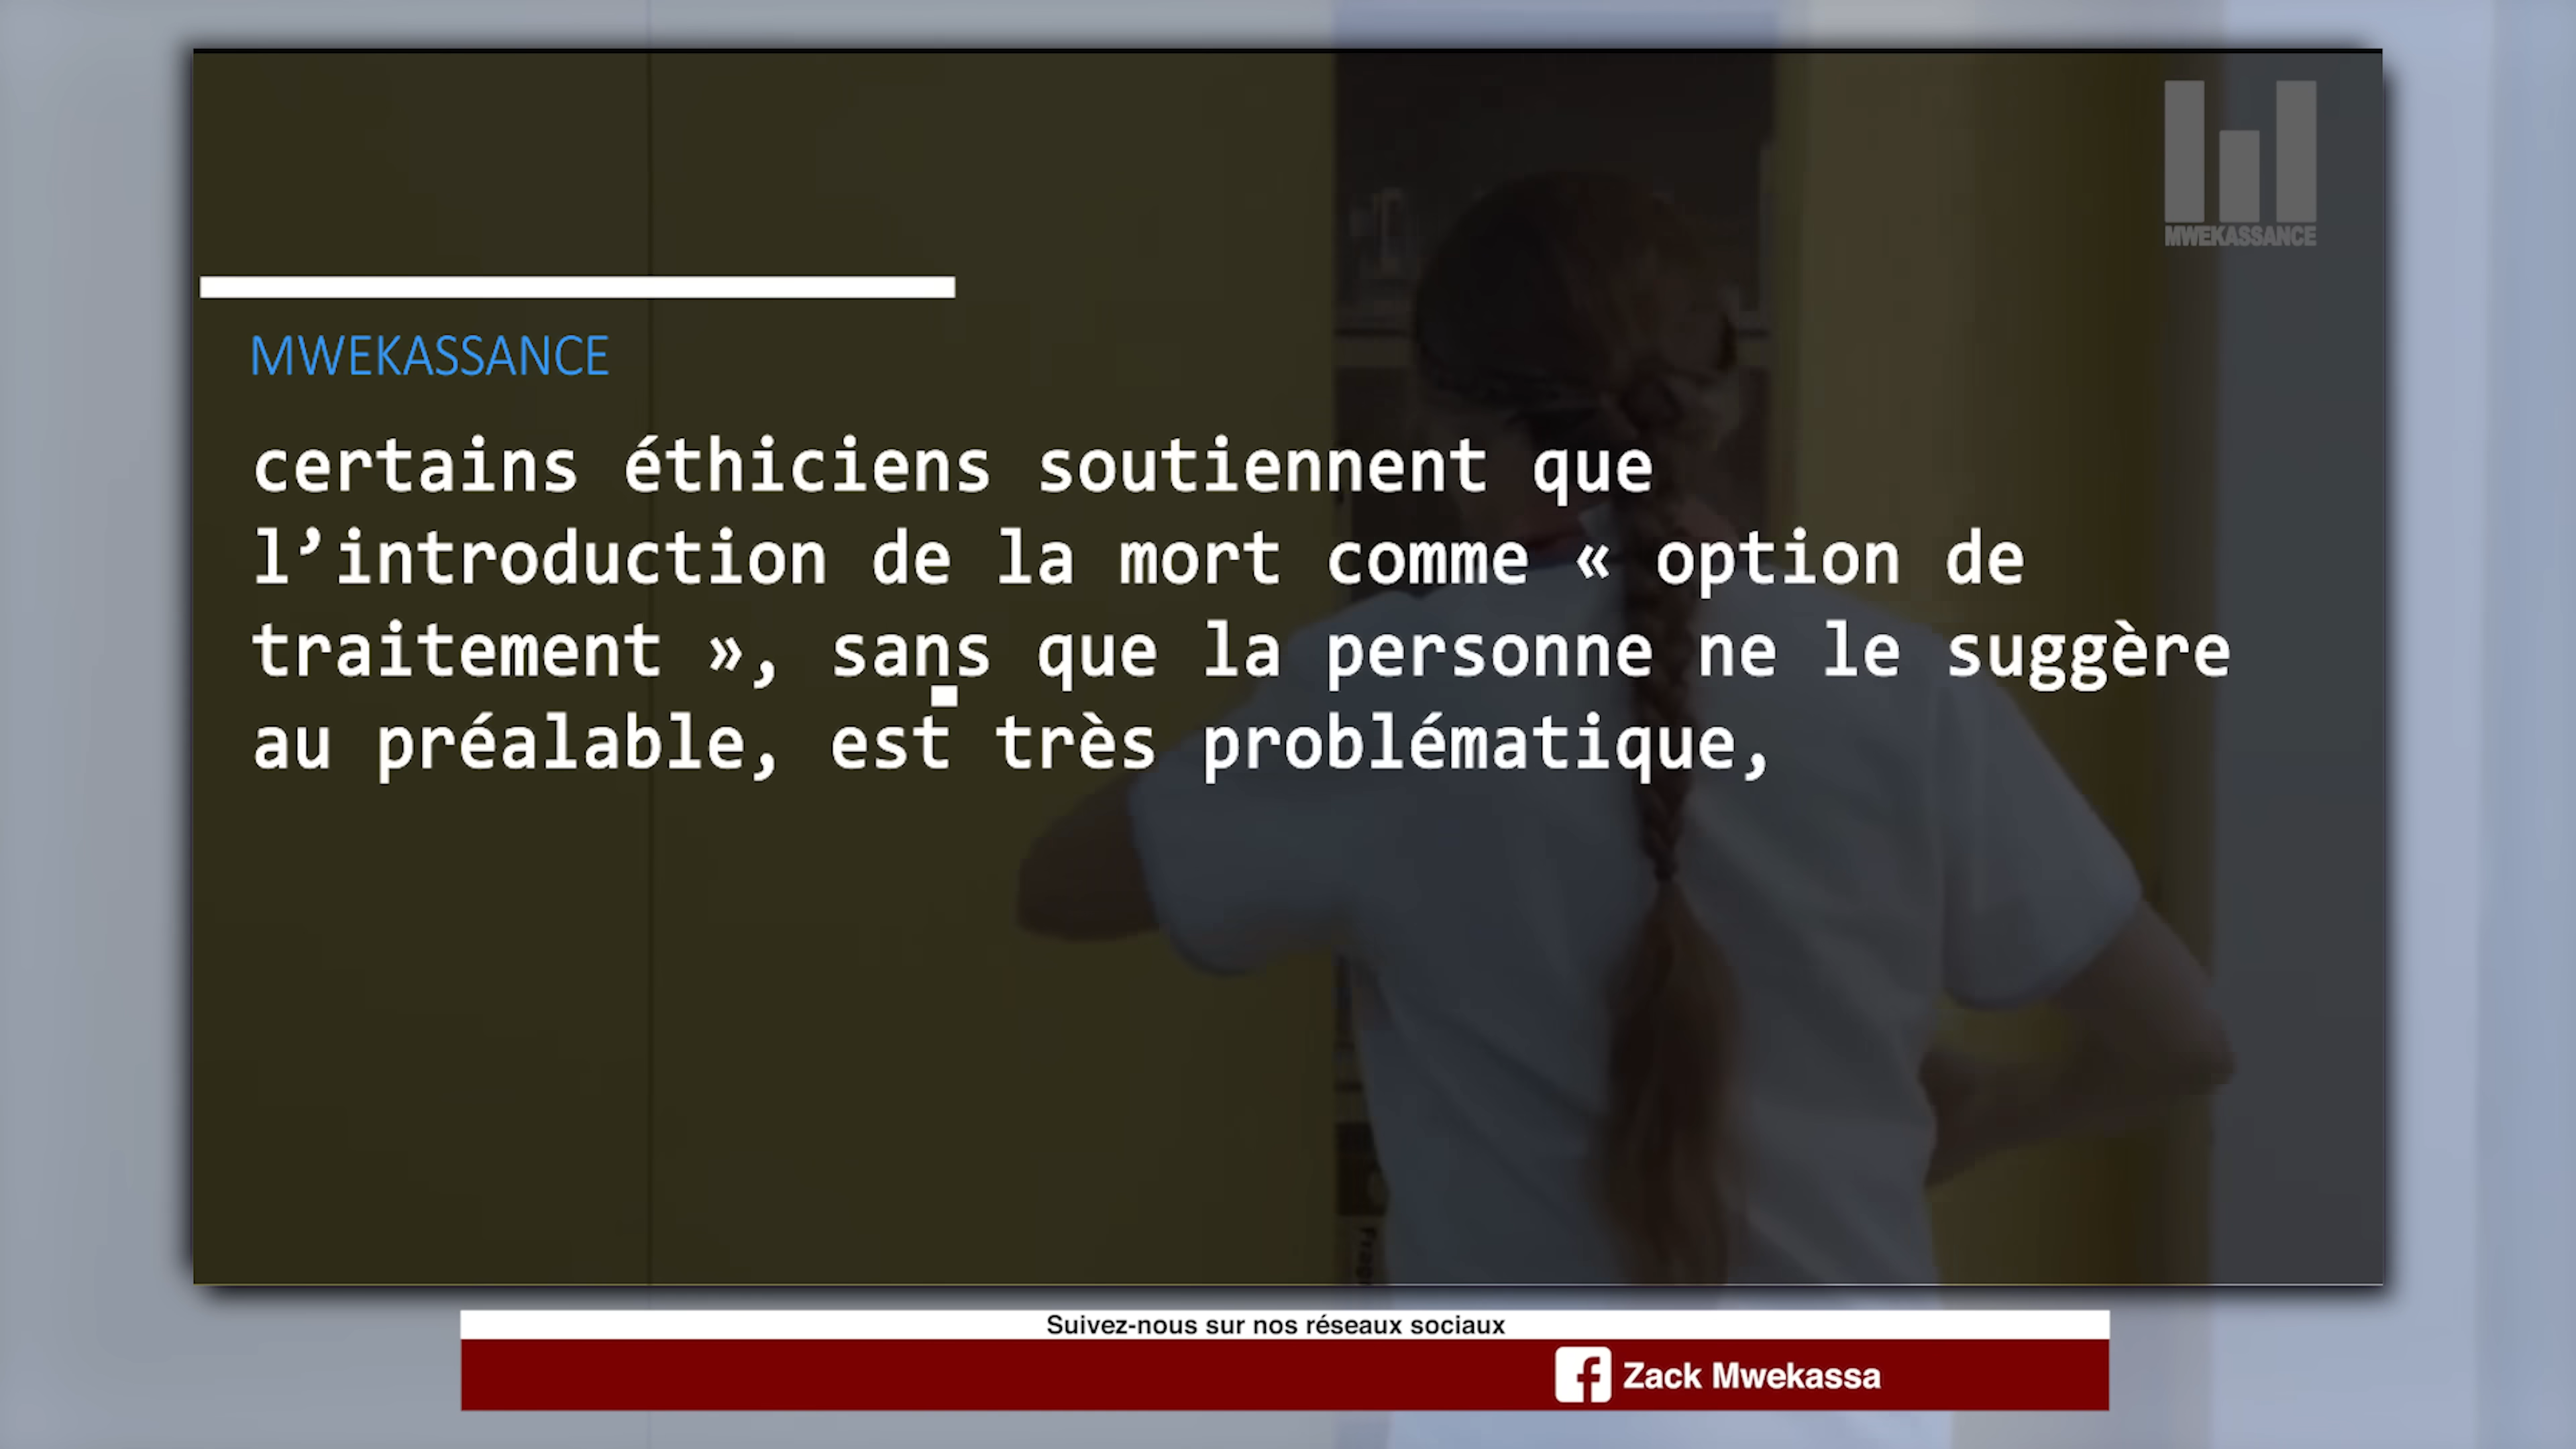 MWEKASSANCE
MWEKASSANCE
certains éthiciens soutiennent que
l’introduction de la mort comme « option de
traitement », sans que la personne ne le suggère
au préalable, est très problématique,
Suivez-nous sur nos réseaux sociaux
Zack Mwekassa